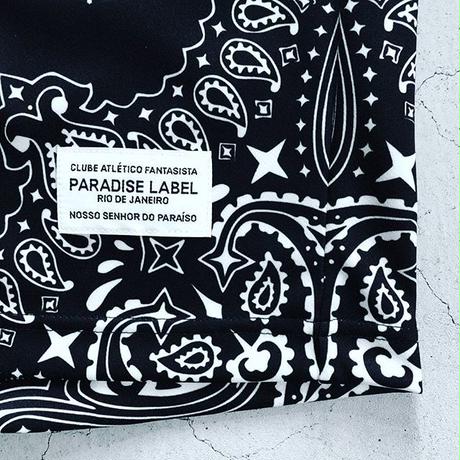 CLUBE ATLÉTICO FANTASISTA
PARADISE LABEL
RIO DE JANEIRO
NOSSO SENHOR DO PARAÍSO